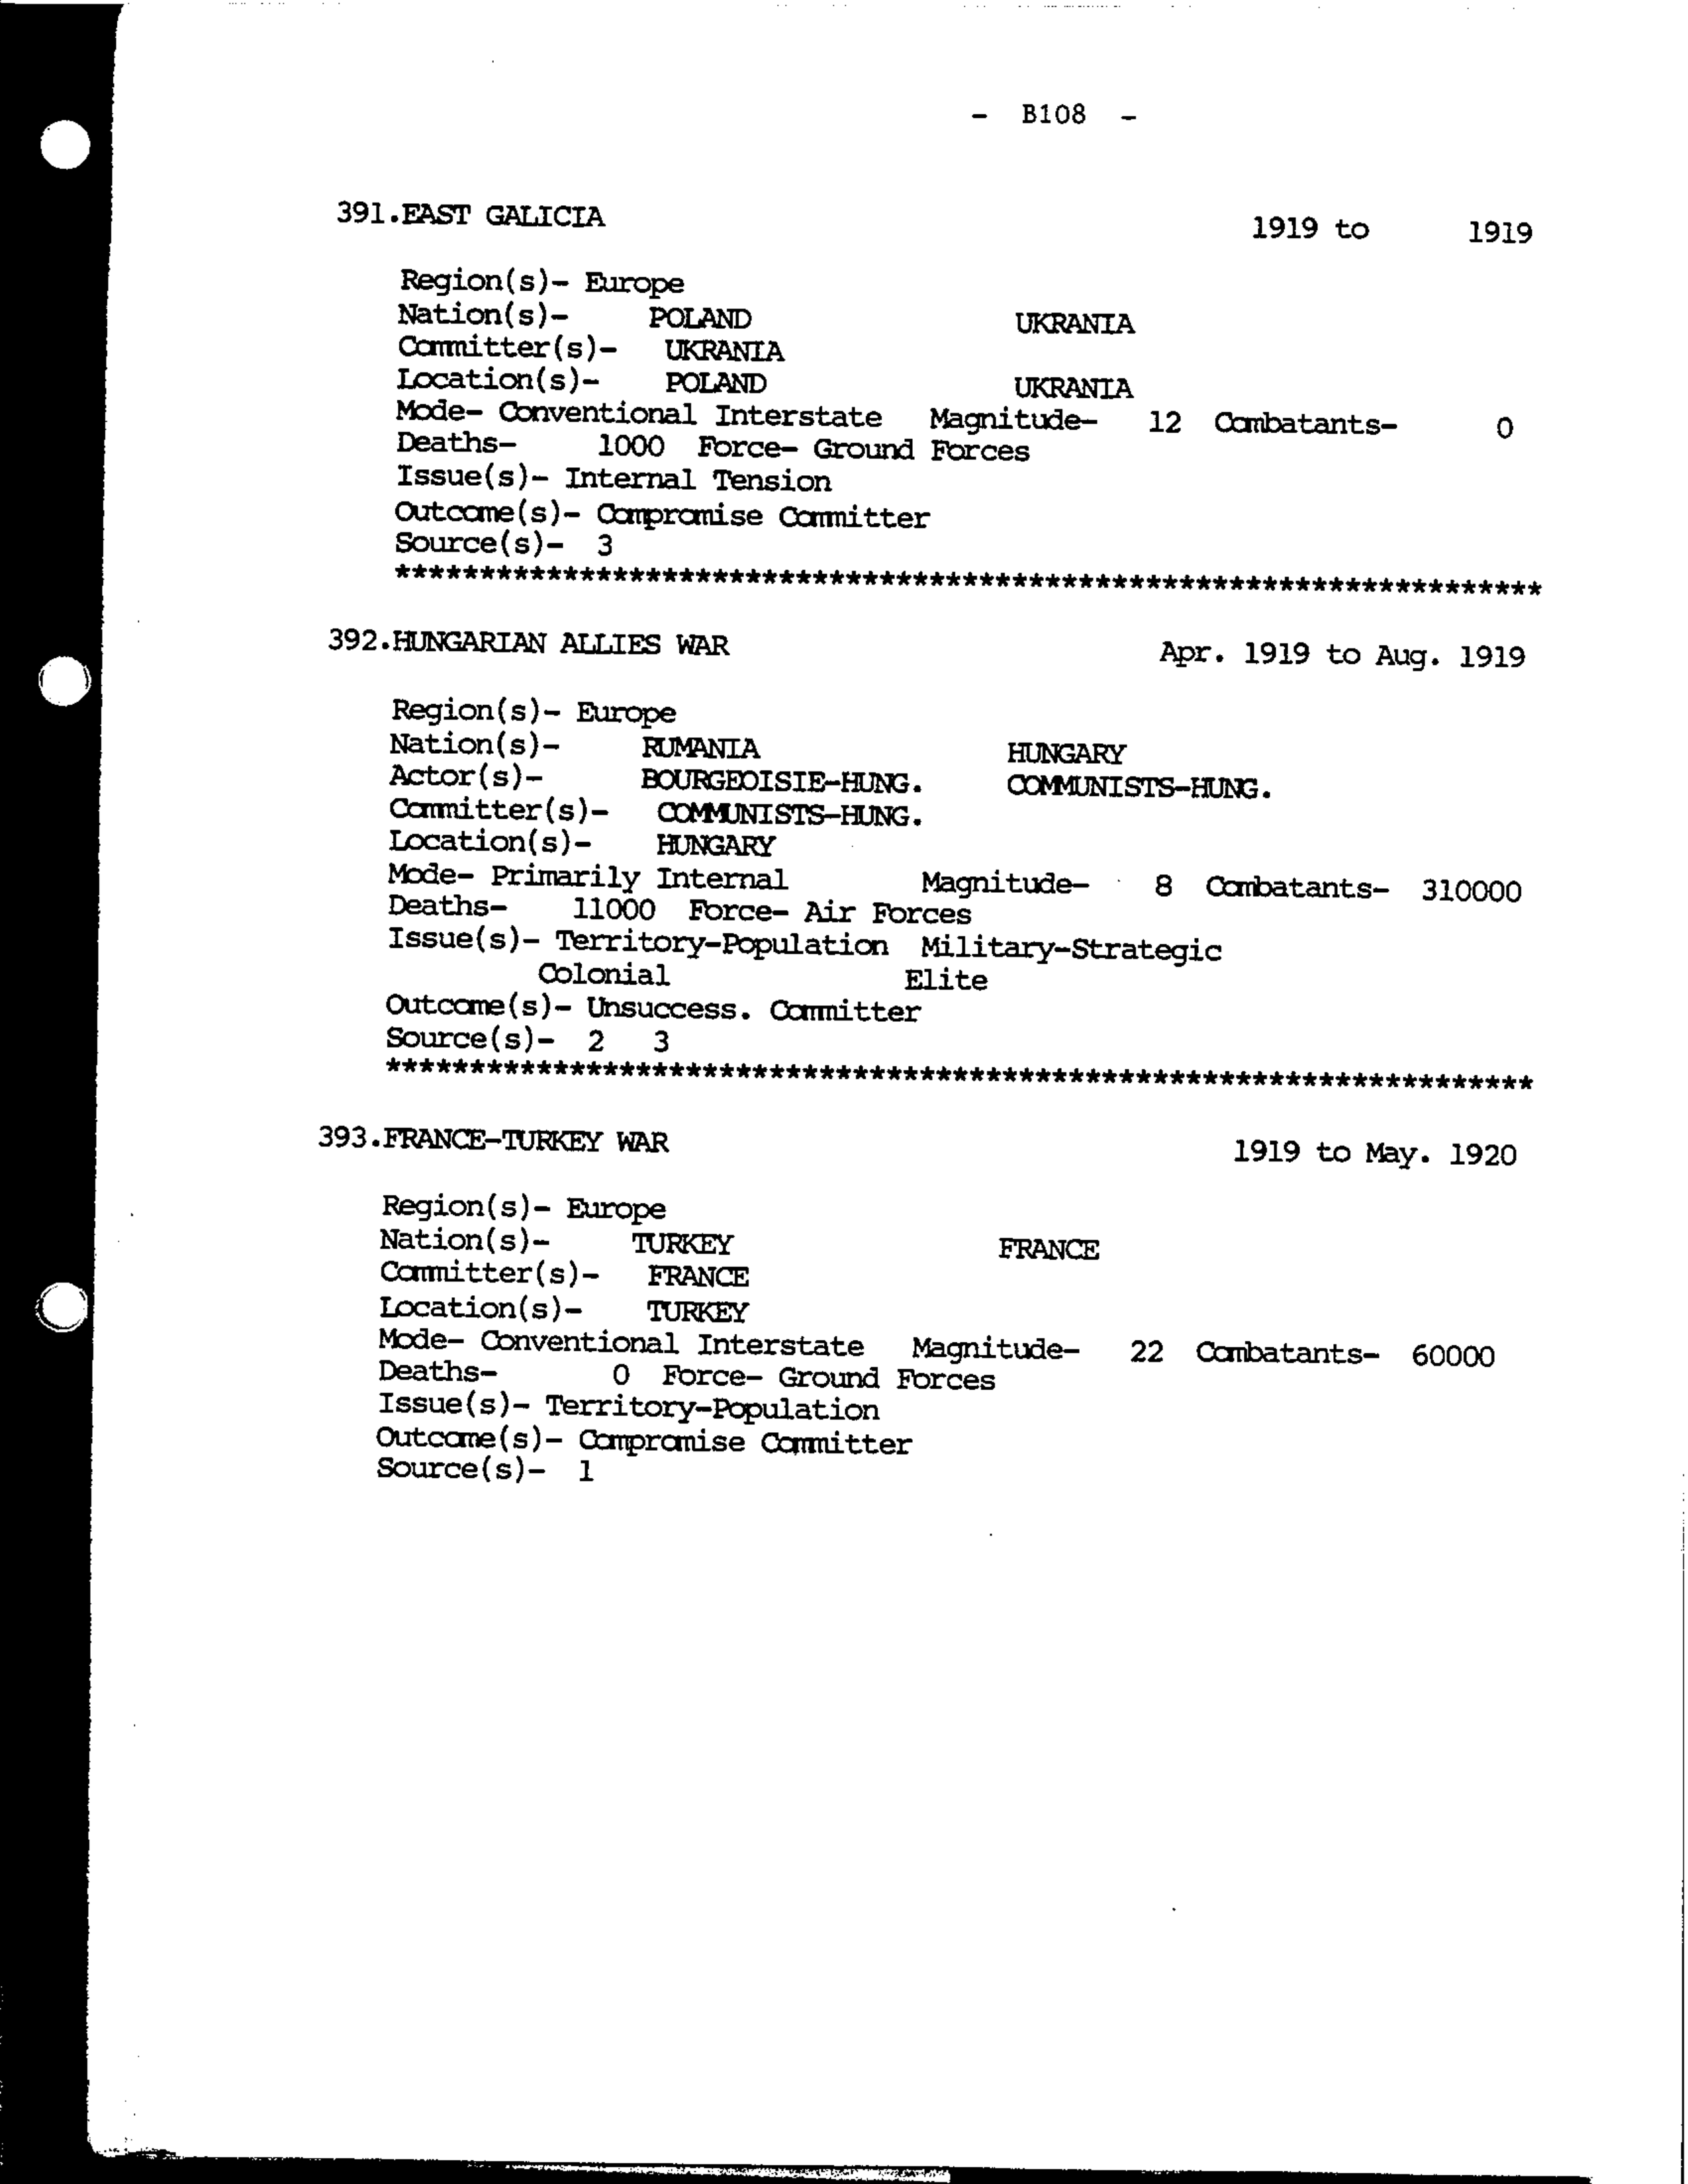 - B108 -
391.EAST GALICIA 1919 to 1919
Region(s)- Europe
Nation(s)- POLAND UKRANIA
Committer(s)- UKRANIA
Location(s)- POLAND UKRANIA
Mode- Conventional Interstate Magnitude- 12 Combatants- 0
Deaths- 1000 Force- Ground Forces
Issue(s)- Internal Tension
Outcome(s)- Compromise Committer
Source(s)- 3
*********************************************************************
392.HUNGARIAN ALLIES WAR Apr. 1919 to Aug. 1919
Region(s)- Europe
Nation(s)- RUMANIA HUNGARY
Actor(s)- BOURGEOISIE-HUNG. COMMUNISTS-HUNG.
Committer(s)- COMMUNISTS-HUNG.
Location(s)- HUNGARY
Mode- Primarily Internal Magnitude- 8 Combatants- 310000
Deaths- 11000 Force- Air Forces
Issue(s)- Territory-Population Military-Strategic
Colonial Elite
Outcome(s)- Unsuccess. Committer
Source(s)- 2 3
*********************************************************************
393.FRANCE-TURKEY WAR 1919 to May. 1920
Region(s)- Europe
Nation(s)- TURKEY FRANCE
Committer(s)- FRANCE
Location(s)- TURKEY
Mode- Conventional Interstate Magnitude- 22 Combatants- 60000
Deaths- 0 Force- Ground Forces
Issue(s)- Territory-Population
Outcome(s)- Compromise Committer
Source(s)- 1